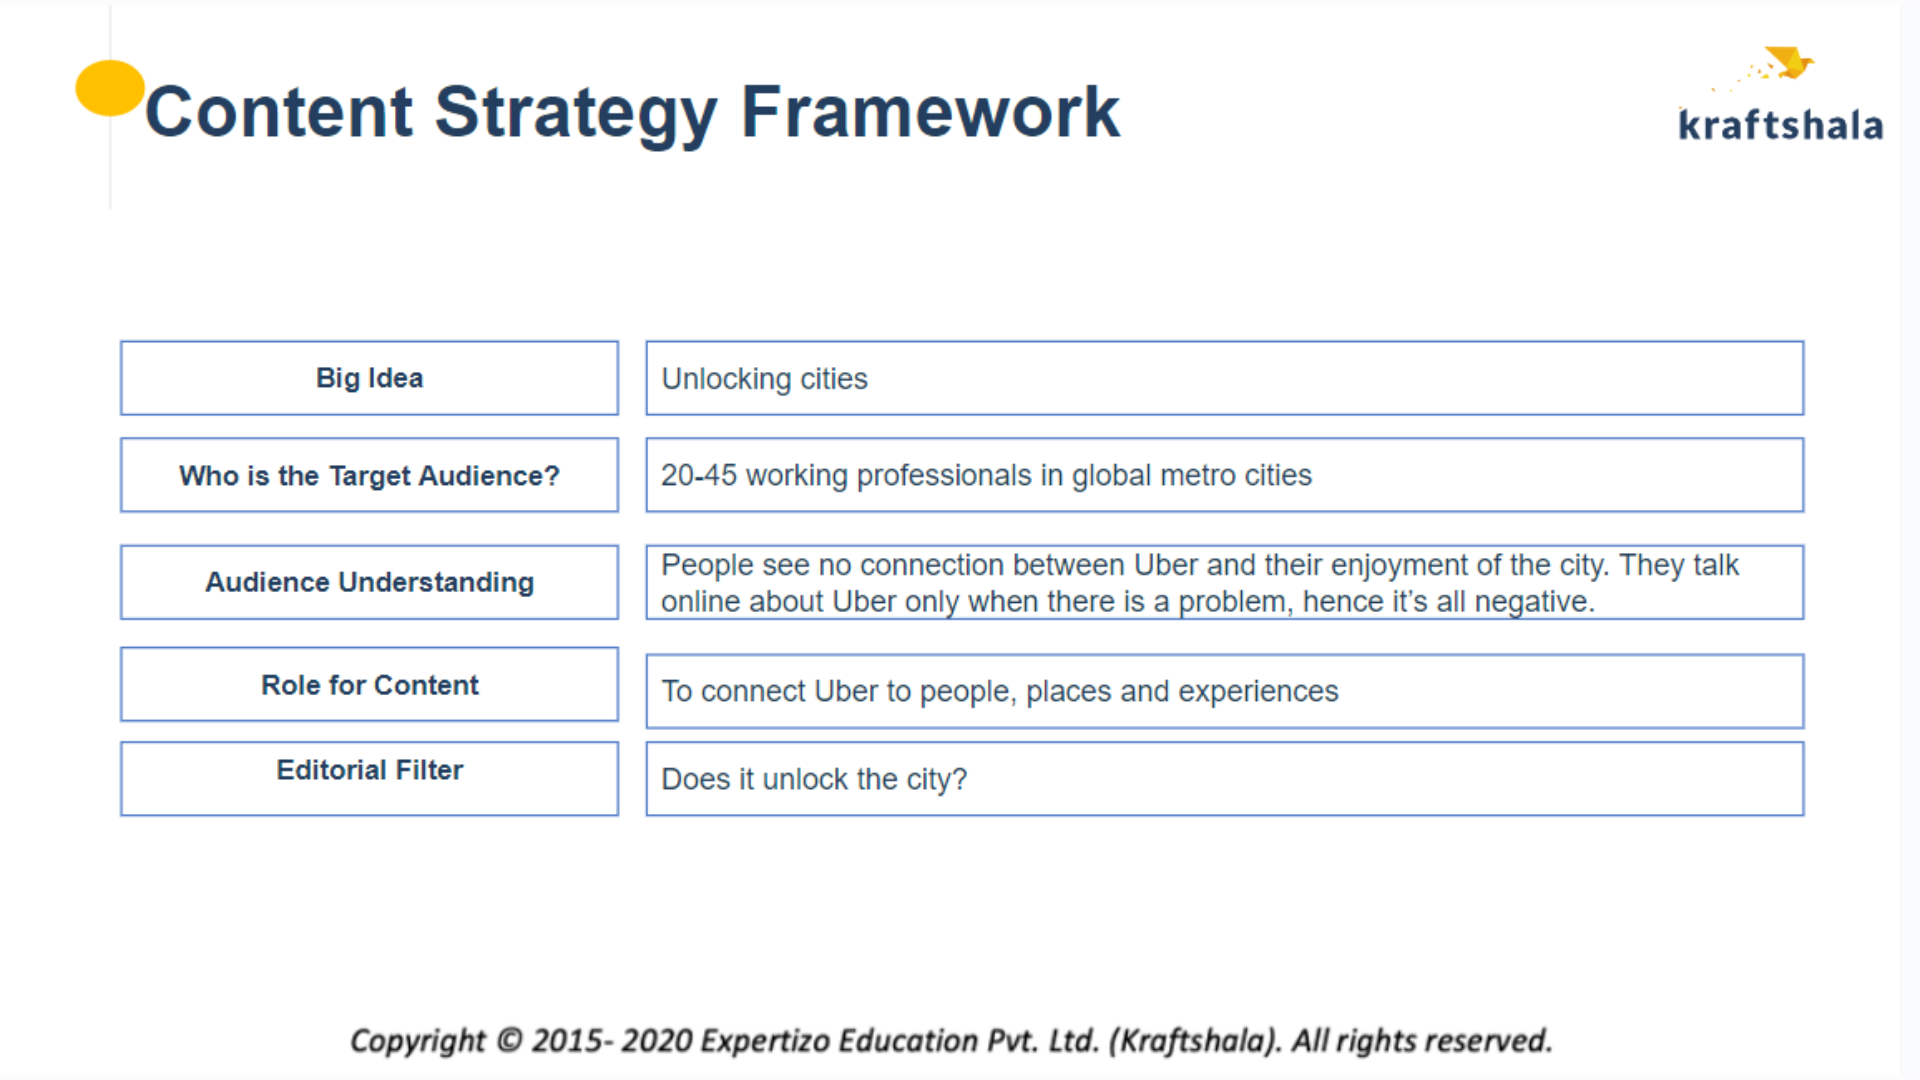 Content Strategy Framework
kraftshala
Big Idea
Unlocking cities
Who is the Target Audience?
20-45 working professionals in global metro cities
Audience Understanding
People see no connection between Uber and their enjoyment of the city. They talk
online about Uber only when there is a problem, hence it’s all negative.
Role for Content
To connect Uber to people, places and experiences
Editorial Filter
Does it unlock the city?
Copyright © 2015- 2020 Expertizo Education Pvt. Ltd. (Kraftshala). All rights reserved.